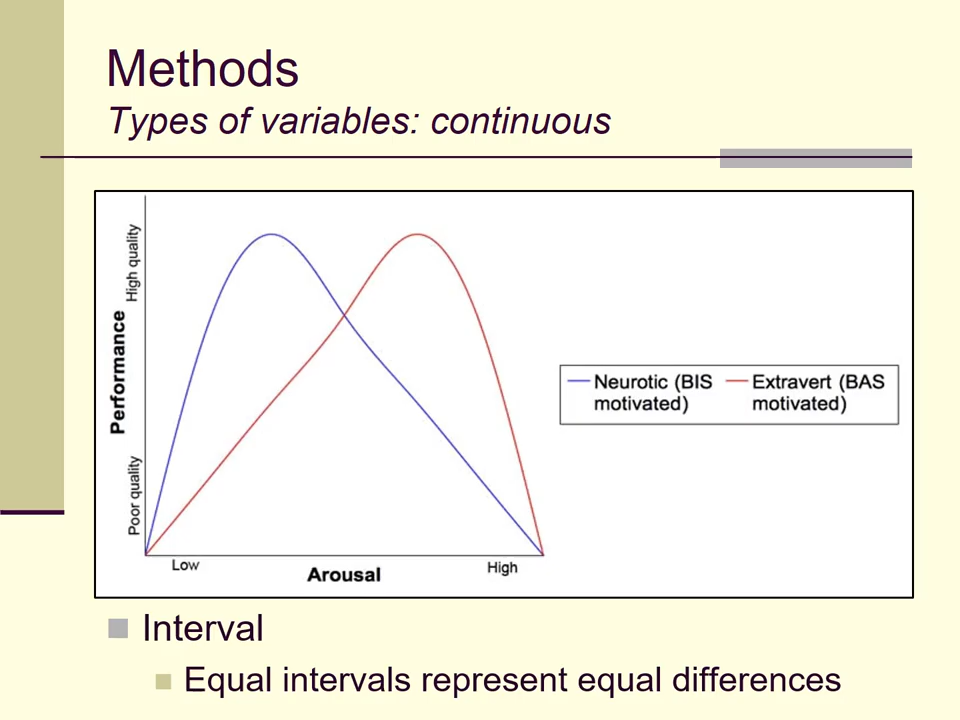 Methods
Types of variables: continuous
High quality
Performance
Poor quality
Low
High
Arousal
Neurotic (BIS
motivated)
Extravert (BAS
motivated)
Interval
Equal intervals represent equal differences